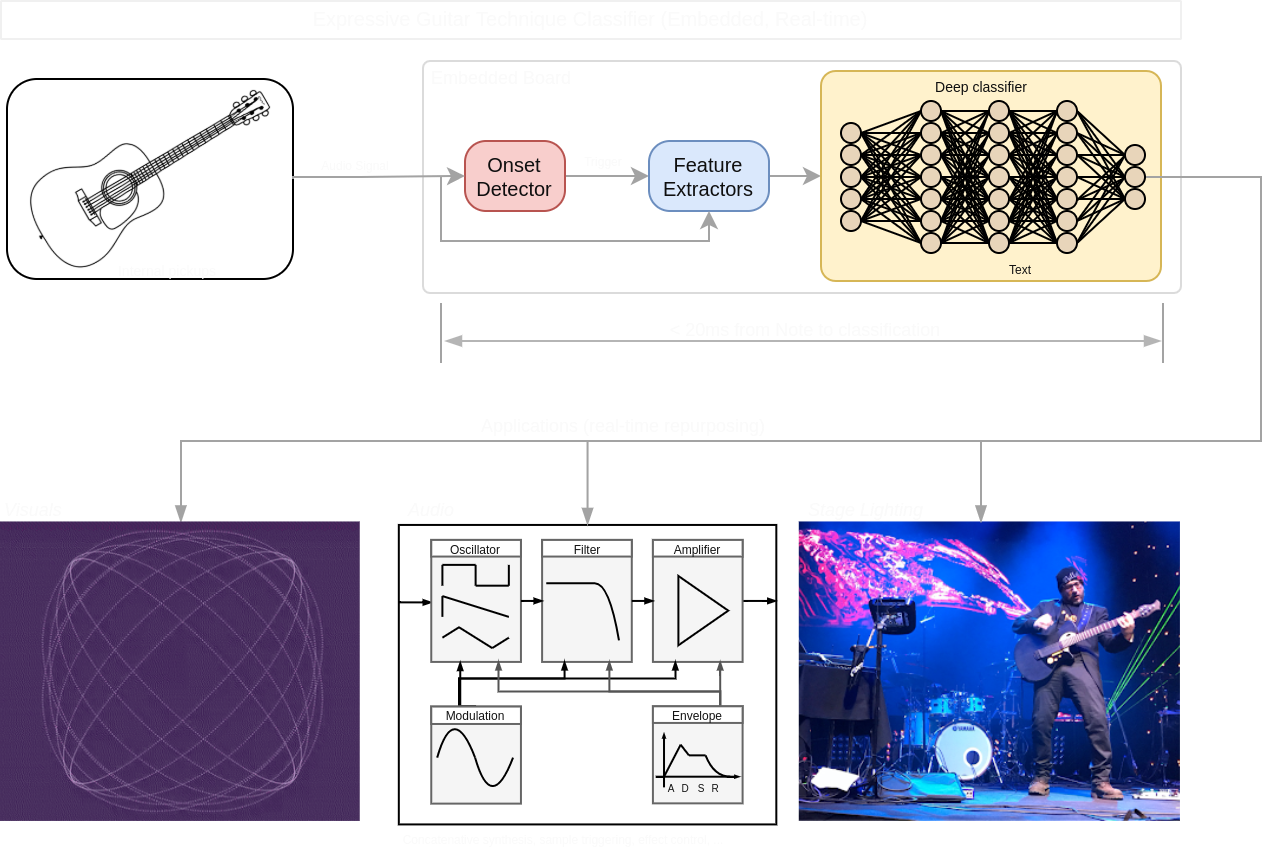 Expressive Guitar Technique Classifier (Embedded, Real-time)
Embedded Board
Deep classifier
Audio Signal
Onset
Detector
Trigger
Feature
Extractors
Text
< 20ms from Note to classification
Applications (real-time repurposing)
Visuals
Audio
Stage Lighting
Oscillator
Filter
Amplifier
Modulation
Envelope
A D S R
YAMAHA